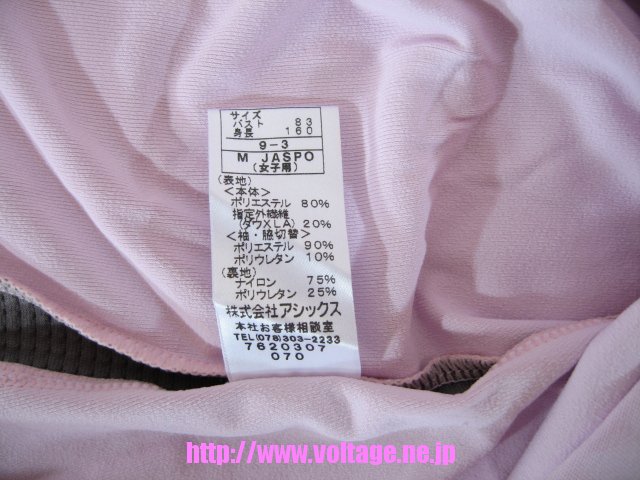 サイズ
バスト 83
身長 160
9-3
M JASPO
(女子用)
(表地)
<本体>
ポリエステル 80%
指定外繊維
(ダウXLA) 20%
<袖・脇切替>
ポリエステル 90%
ポリウレタン 10%
(裏地)
ナイロン 75%
ポリウレタン 25%
株式会社アシックス
本社お客様相談室
TEL(078)303-2233
7620307
070
http://www.voltage.ne.jp